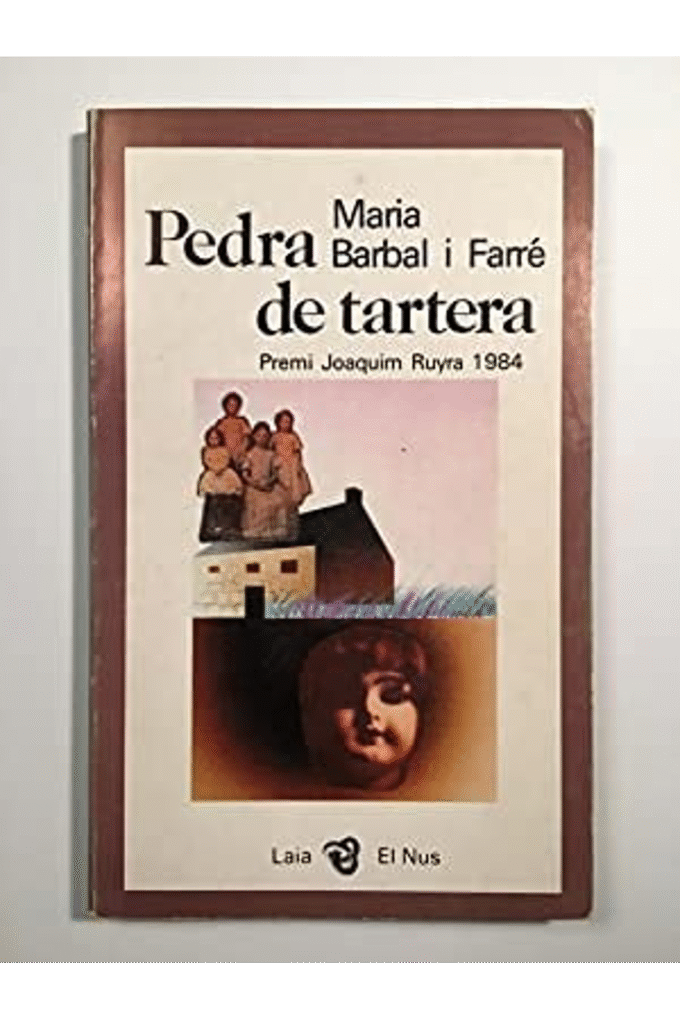 Pedra
Maria
Barbal i Farré
de tartera
Premi Joaquim Ruyra 1984
Laia El Nus